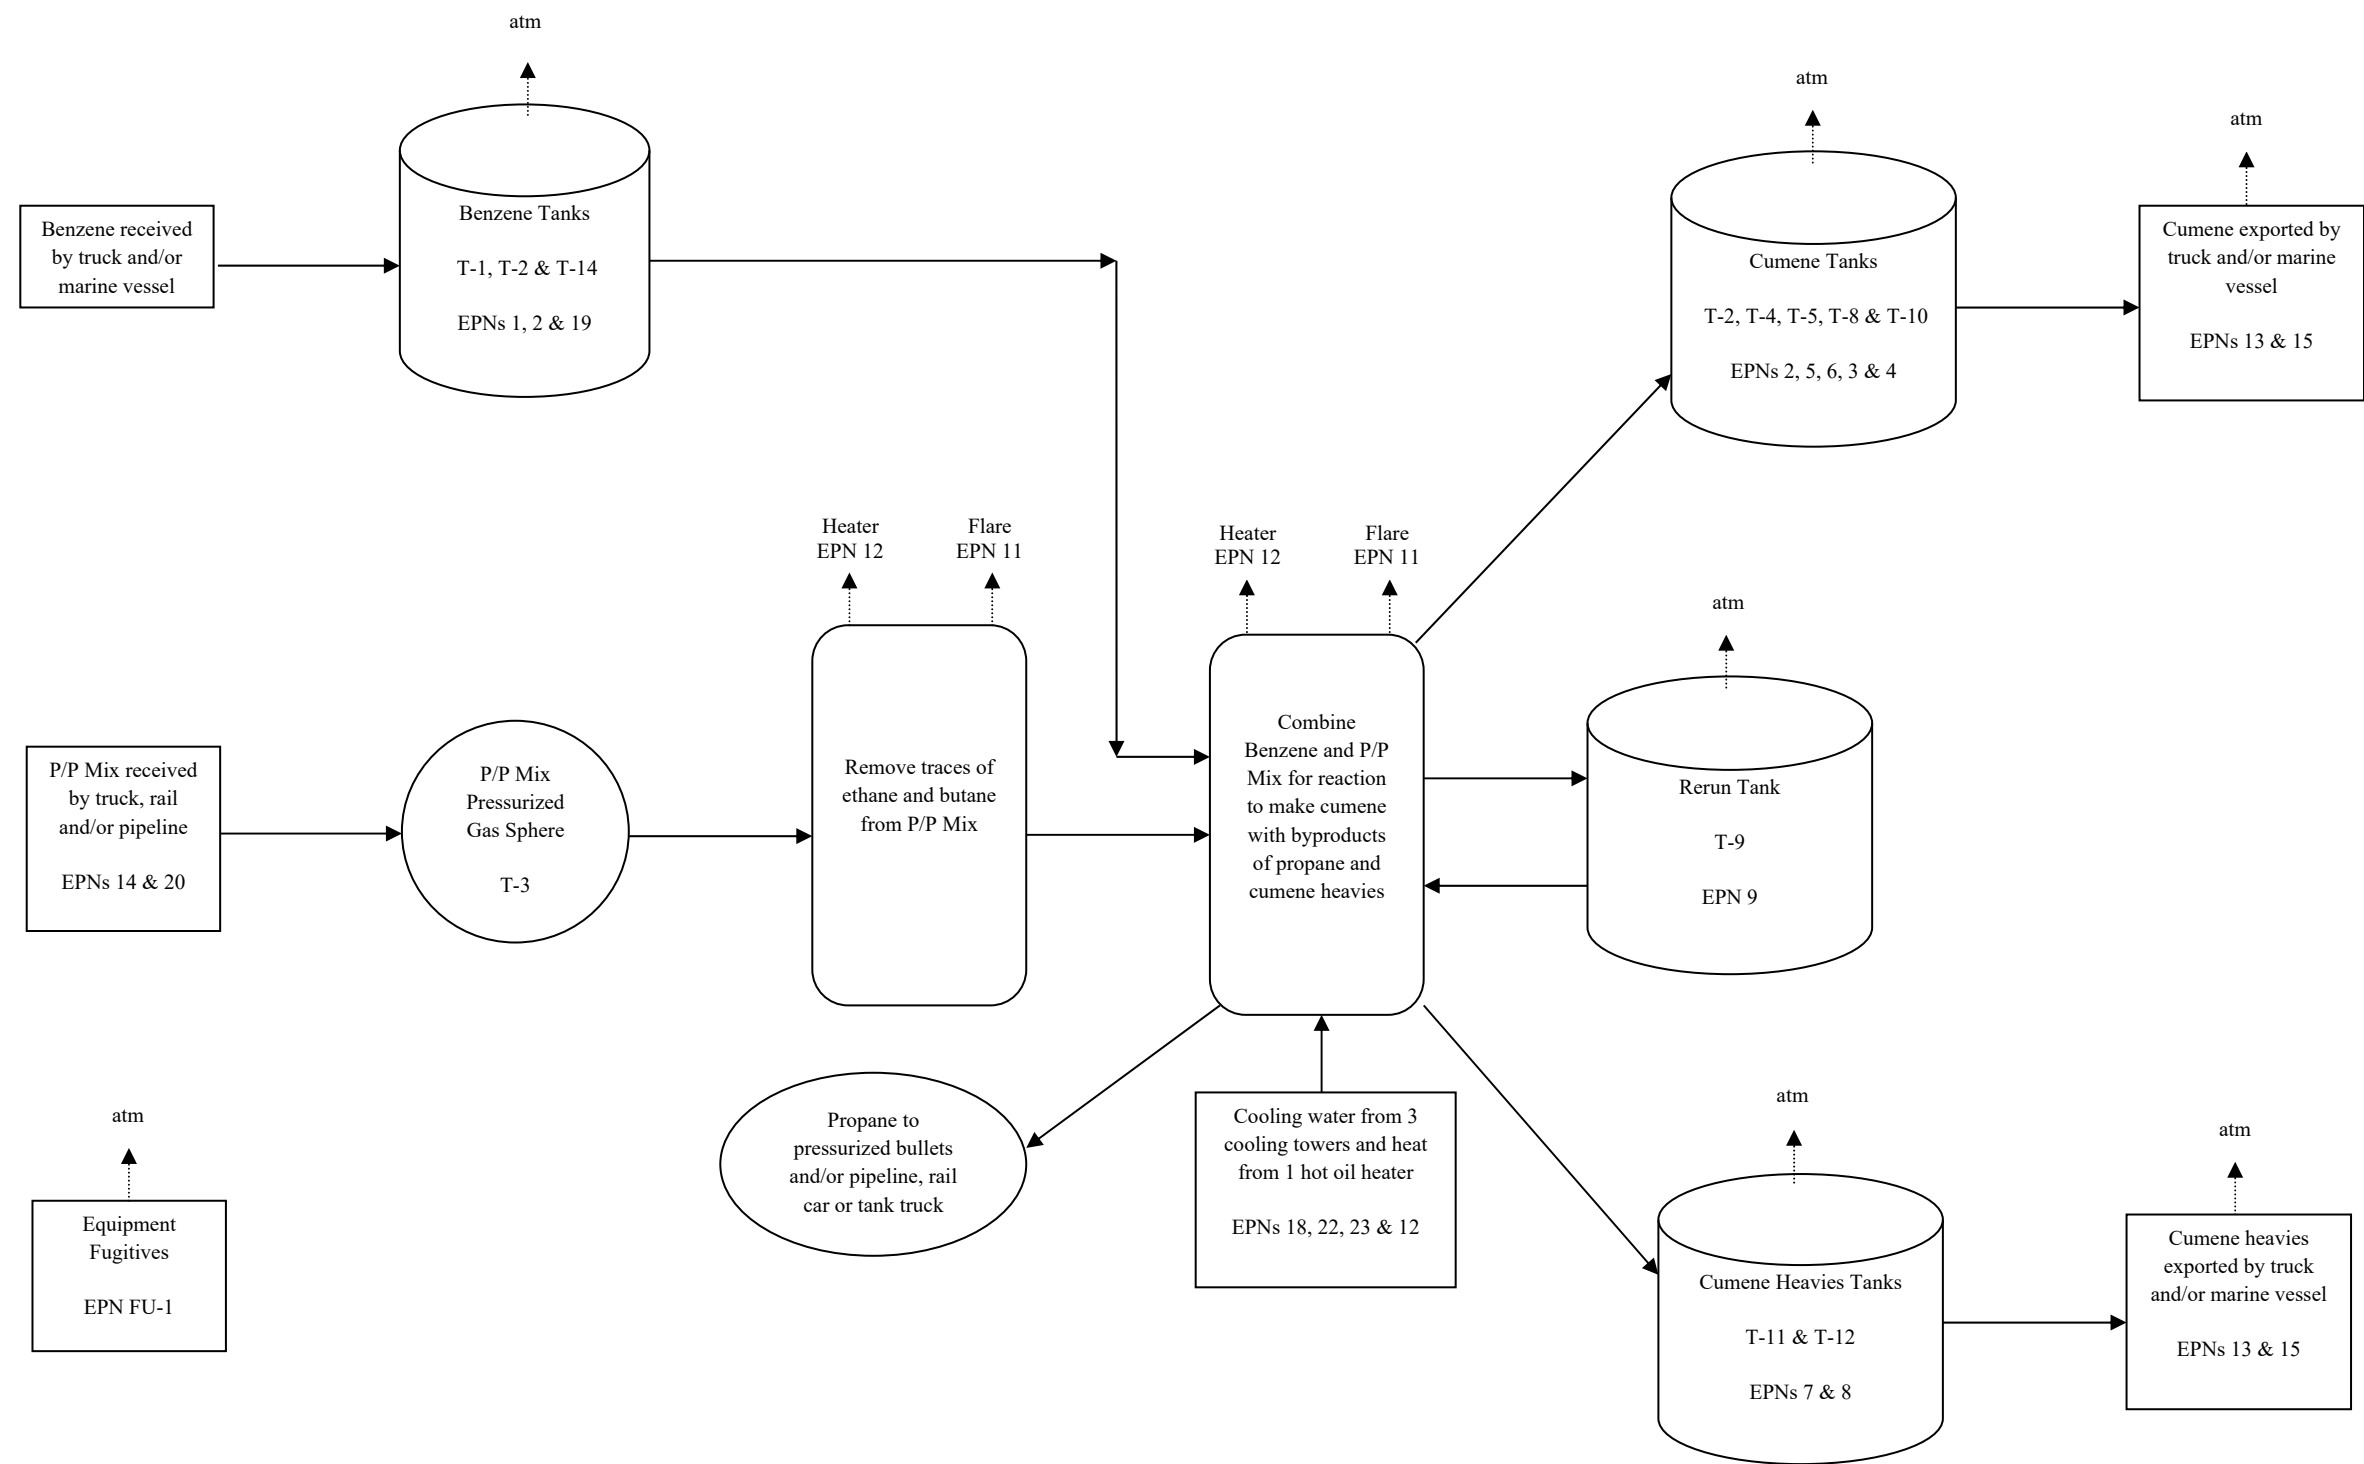 atm
Benzene received
by truck and/or
marine vessel
Benzene Tanks
T-1, T-2 & T-14
EPNs 1, 2 & 19
atm
Cumene Tanks
T-2, T-4, T-5, T-8 & T-10
EPNs 2, 5, 6, 3 & 4
atm
Cumene exported by
truck and/or marine
vessel
EPNs 13 & 15
P/P Mix received
by truck, rail
and/or pipeline
EPNs 14 & 20
P/P Mix
Pressurized
Gas Sphere
T-3
Heater
EPN 12
Flare
EPN 11
Remove traces of
ethane and butane
from P/P Mix
Heater
EPN 12
Flare
EPN 11
Combine
Benzene and P/P
Mix for reaction
to make cumene
with byproducts
of propane and
cumene heavies
atm
Rerun Tank
T-9
EPN 9
atm
Equipment
Fugitives
EPN FU-1
Propane to
pressurized bullets
and/or pipeline, rail
car or tank truck
Cooling water from 3
cooling towers and heat
from 1 hot oil heater
EPNs 18, 22, 23 & 12
atm
Cumene Heavies Tanks
T-11 & T-12
EPNs 7 & 8
atm
Cumene heavies
exported by truck
and/or marine vessel
EPNs 13 & 15